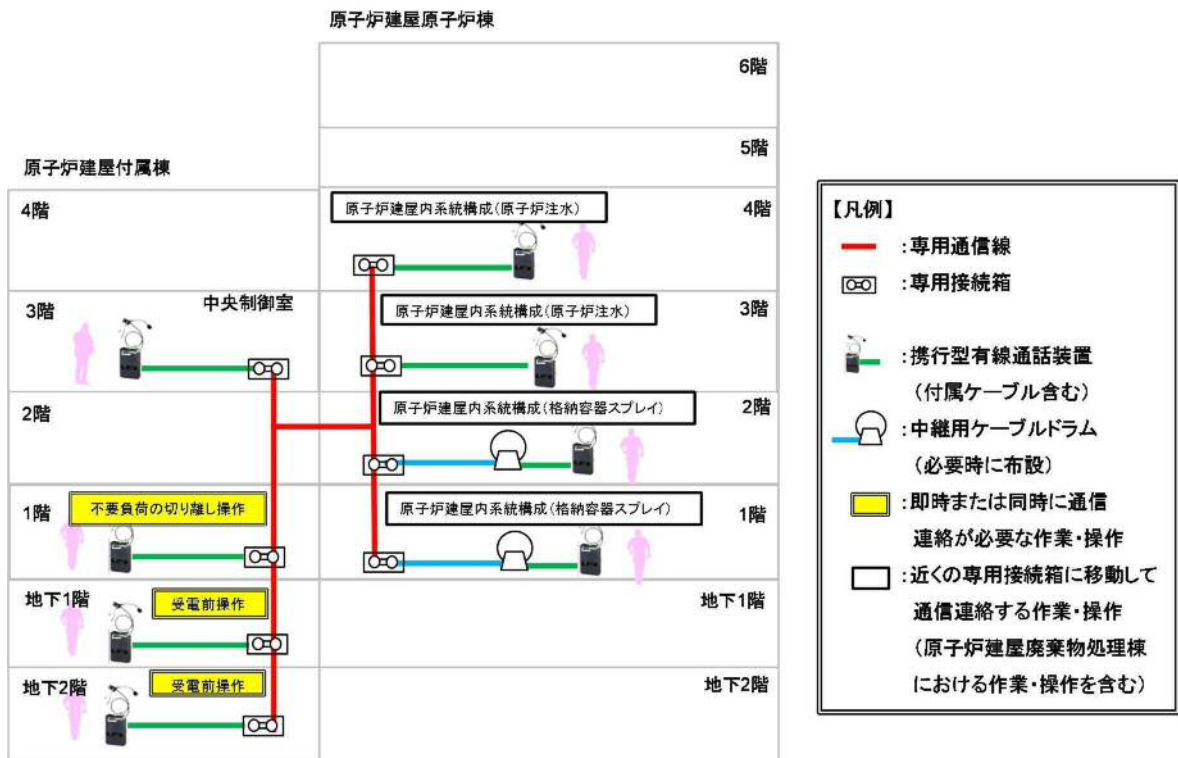 原子炉建屋原子炉棟
6階
5階
原子炉建屋付属棟
4階
原子炉建屋内系統構成(原子炉注水)
4階
3階
中央制御室
原子炉建屋内系統構成(原子炉注水)
3階
2階
原子炉建屋内系統構成(格納容器スプレイ)
2階
1階
不要負荷の切り離し操作
原子炉建屋内系統構成(格納容器スプレイ)
1階
地下1階
受電前操作
地下1階
地下2階
受電前操作
地下2階
【凡例】
:専用通信線
:専用接続箱
:携行型有線通話装置
(付属ケーブル含む)
:中継用ケーブルドラム
(必要時に布設)
:即時または同時に通信
連絡が必要な作業・操作
:近くの専用接続箱に移動して
通信連絡する作業・操作
(原子炉建屋廃棄物処理棟
における作業・操作を含む)